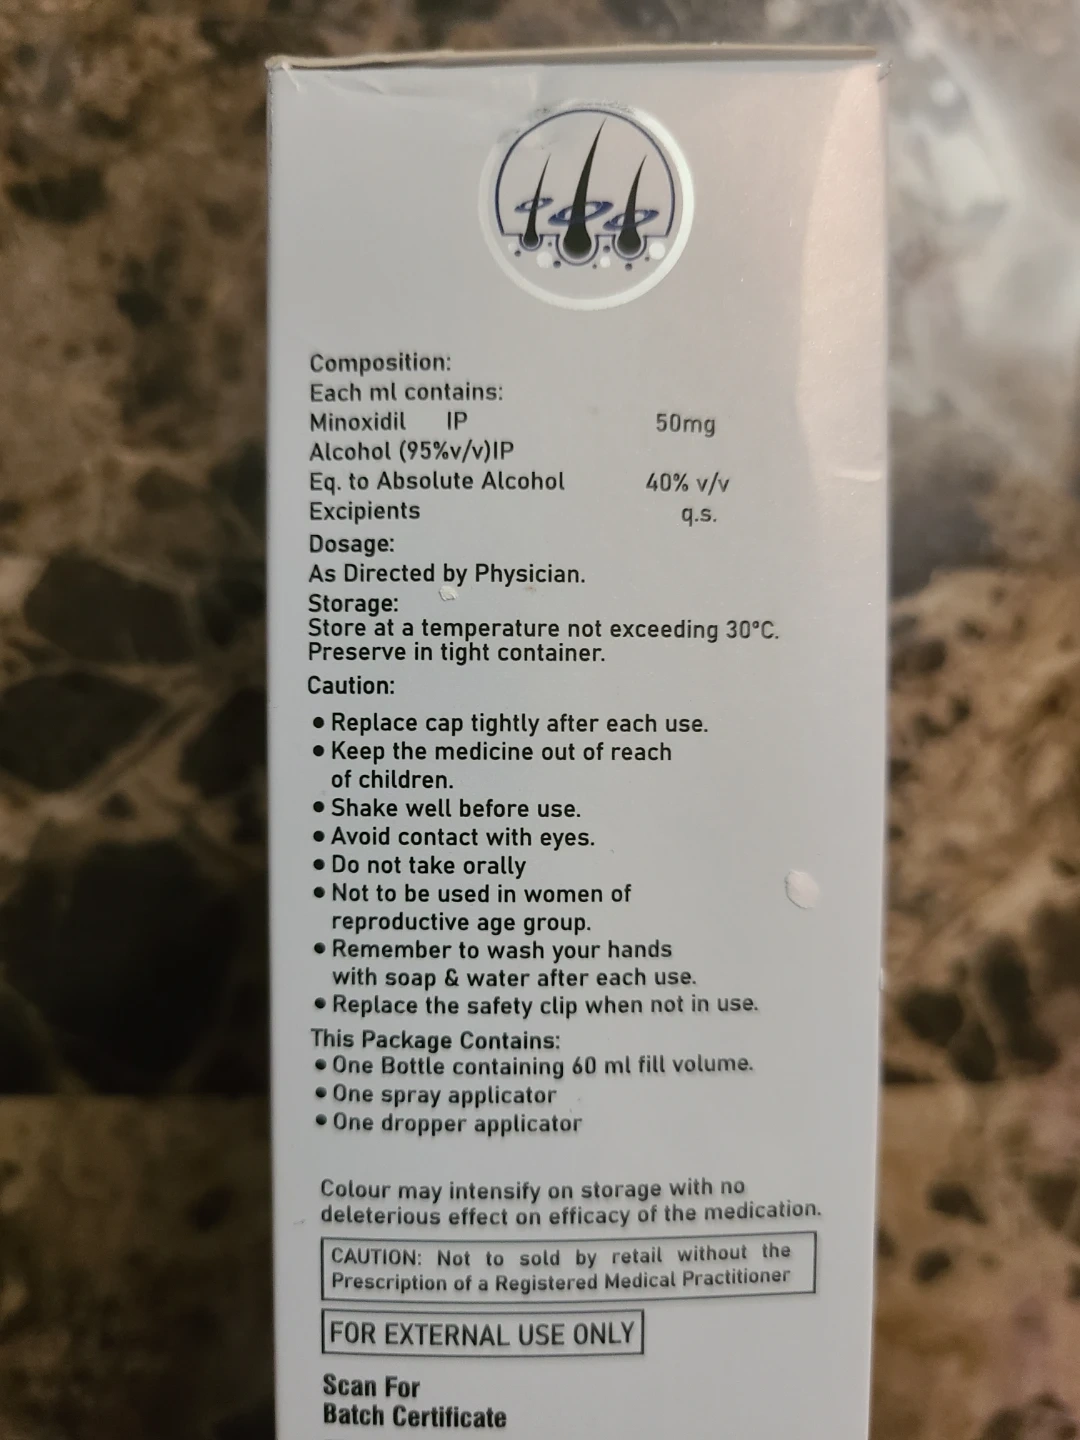 Composition:
Each ml contains:
Minoxidil IP 50mg
Alcohol (95%v/v)IP
Eq. to Absolute Alcohol 40% v/v
Excipients q.s.
Dosage:
As Directed by Physician.
Storage:
Store at a temperature not exceeding 30°C.
Preserve in tight container.
Caution:
• Replace cap tightly after each use.
• Keep the medicine out of reach
of children.
• Shake well before use.
• Avoid contact with eyes.
• Do not take orally
• Not to be used in women of
reproductive age group.
• Remember to wash your hands
with soap & water after each use.
• Replace the safety clip when not in use.
This Package Contains:
• One Bottle containing 60 ml fill volume.
• One spray applicator
• One dropper applicator
Colour may intensify on storage with no
deleterious effect on efficacy of the medication.
CAUTION: Not to sold by retail without the
Prescription of a Registered Medical Practitioner
FOR EXTERNAL USE ONLY
Scan For
Batch Certificate